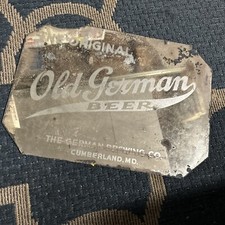 ORIGINAL
Old German
BEER
THE GERMAN BREWING CO.
CUMBERLAND, MD.